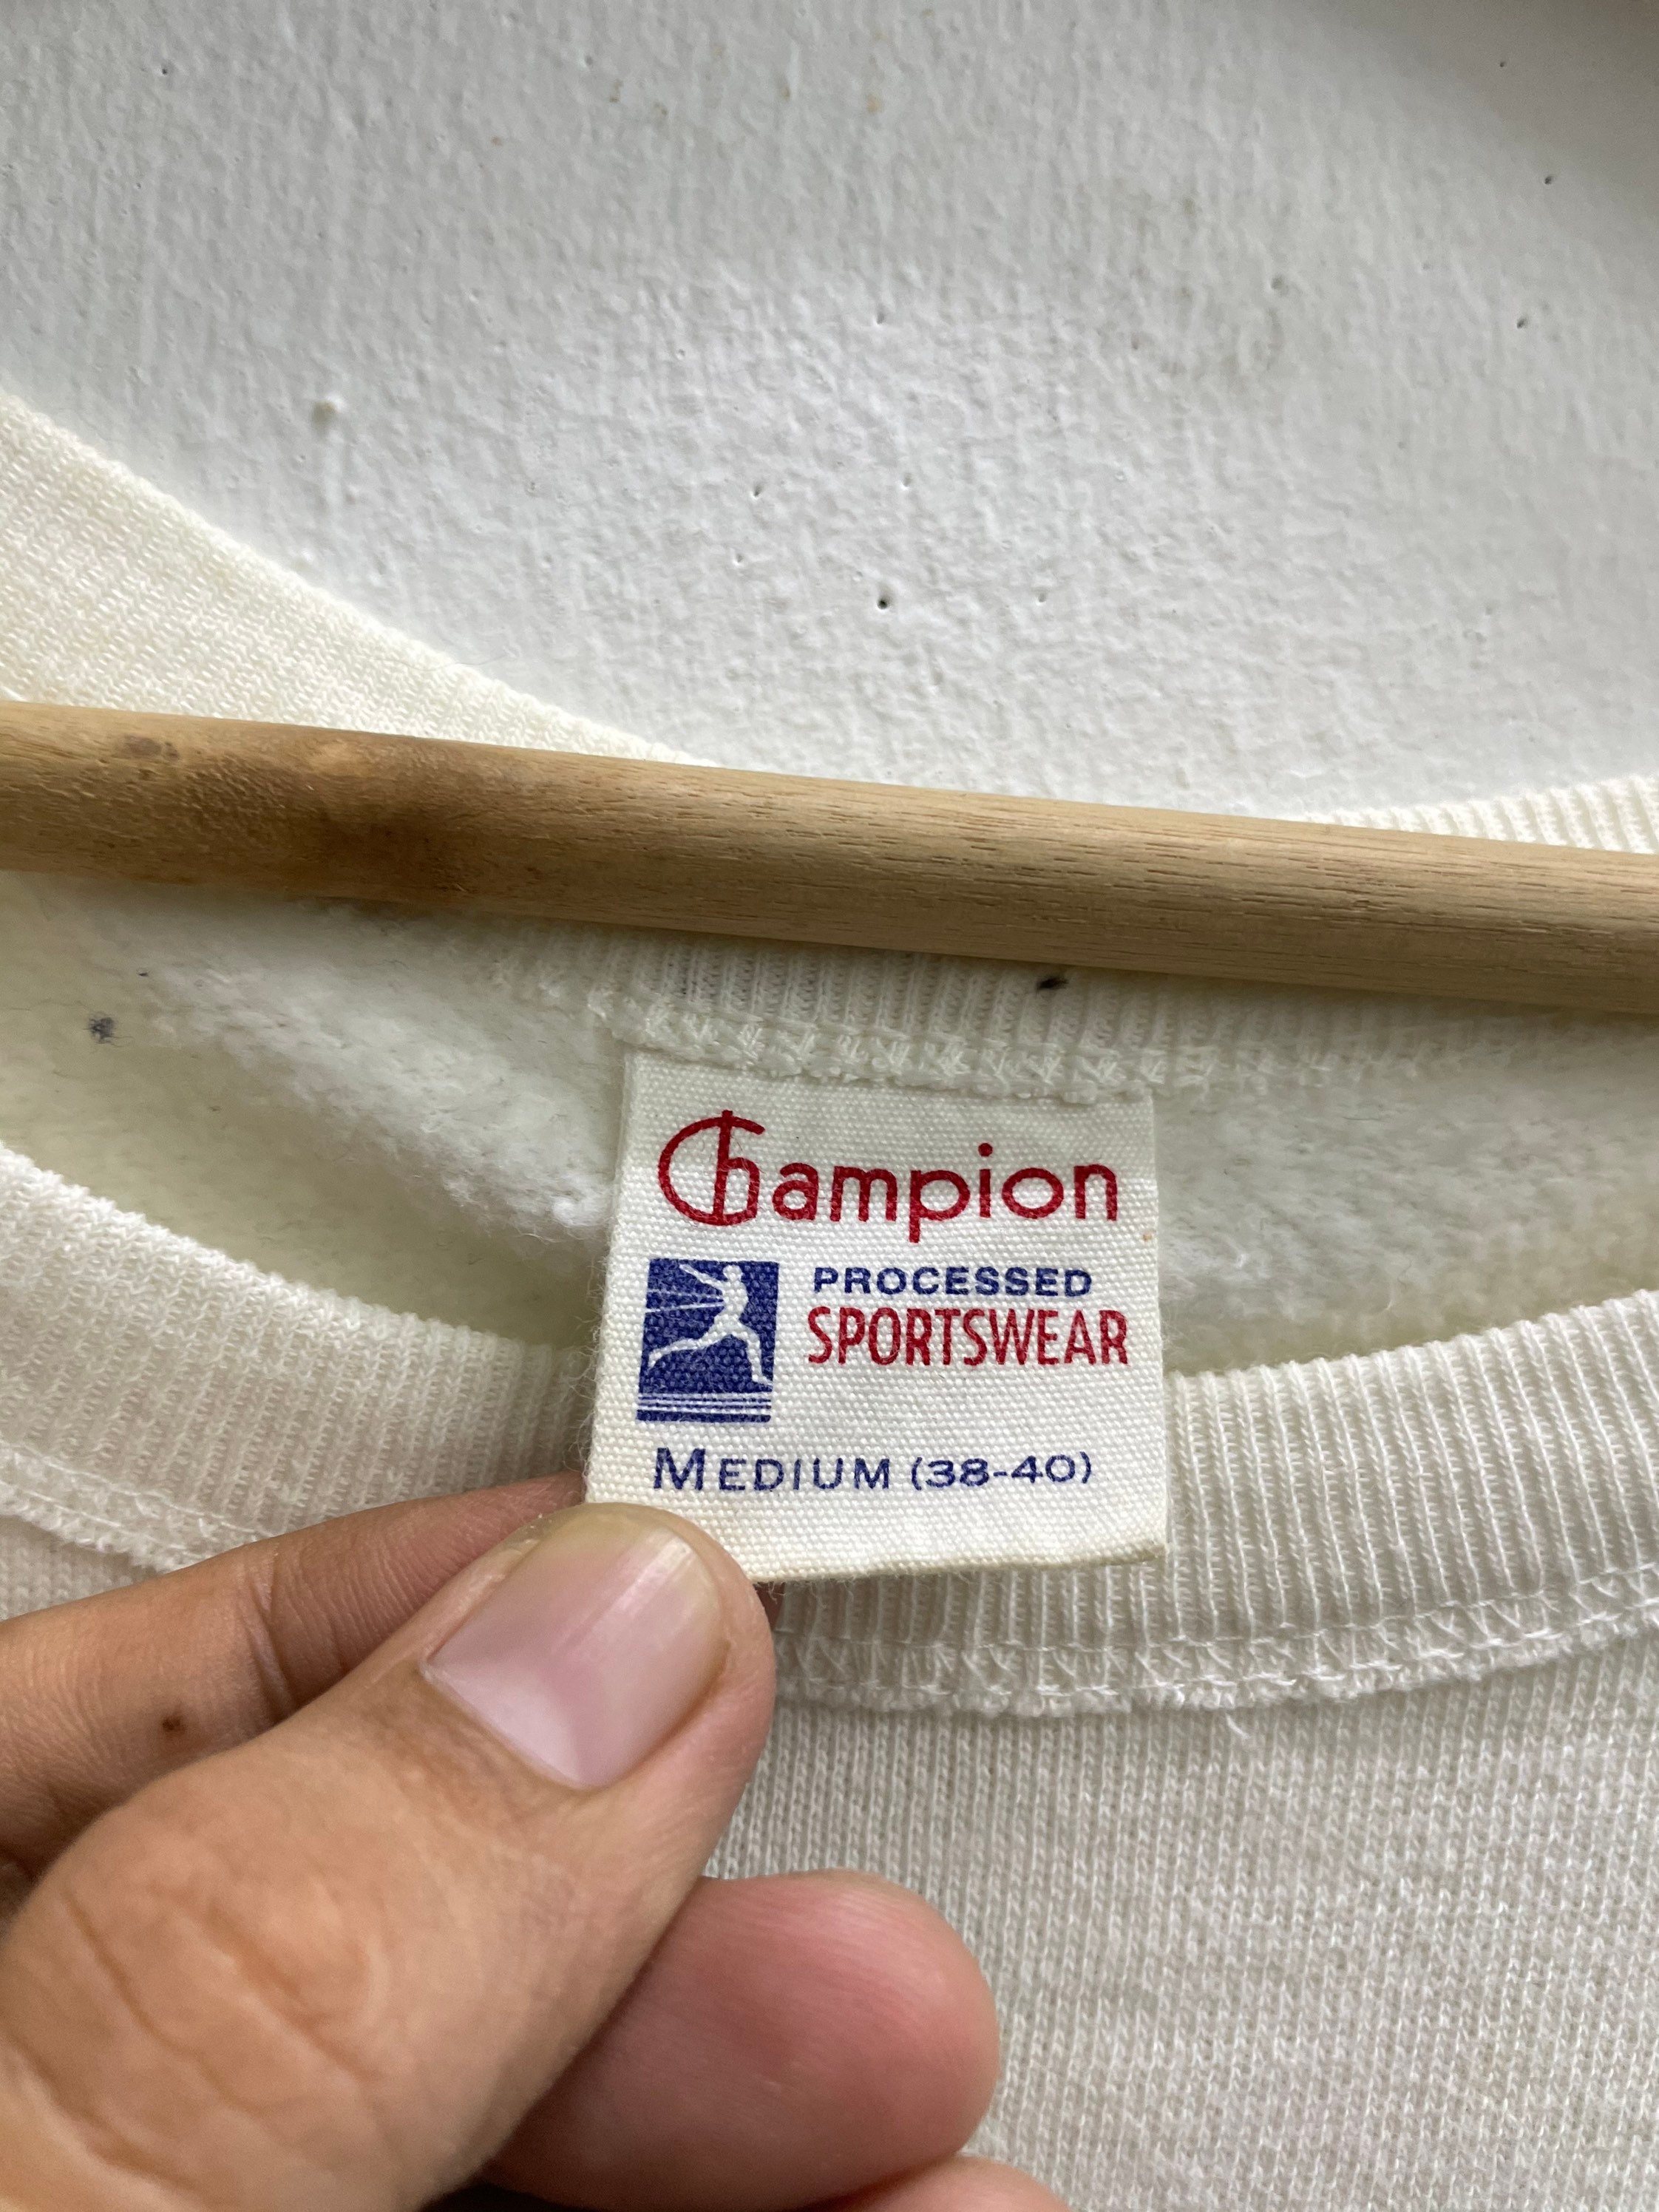 Champion
PROCESSED
SPORTSWEAR
MEDIUM (38-40)